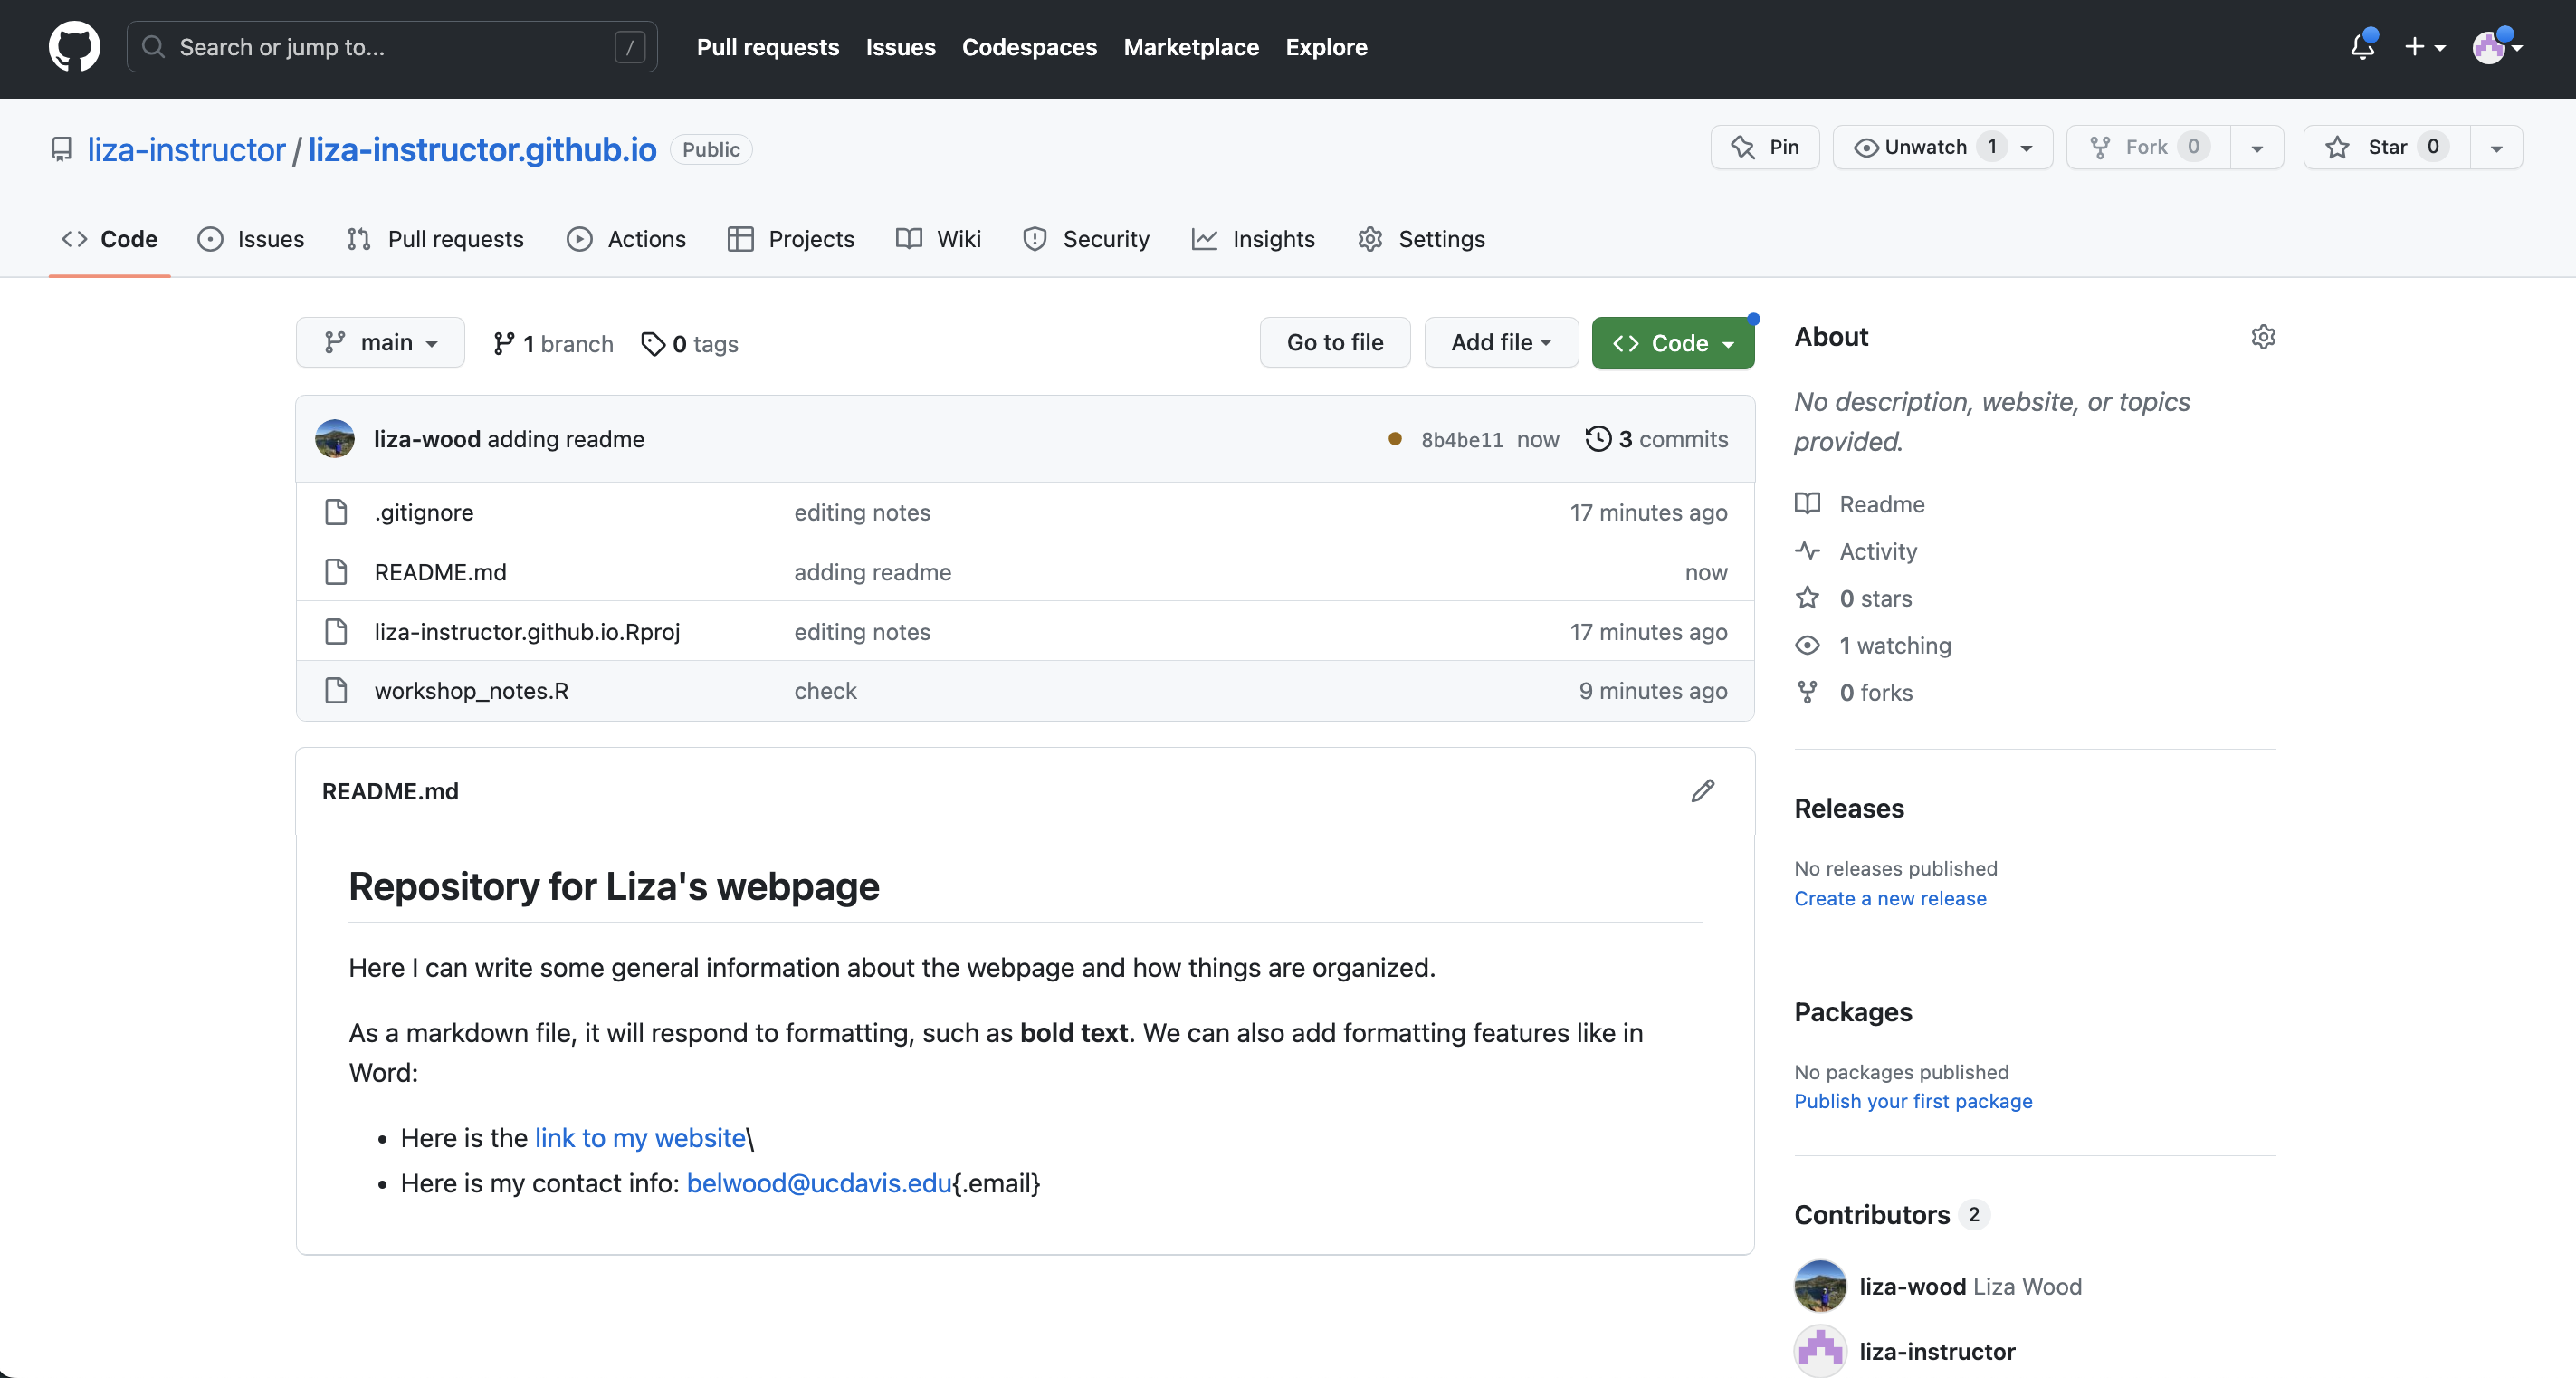 Search or jump to... /
Pull requests Issues Codespaces Marketplace Explore
liza-instructor / liza-instructor.github.io Public
Pin Unwatch 1 Fork 0 Star 0
Code Issues Pull requests Actions Projects Wiki Security Insights Settings
main 1 branch 0 tags Go to file Add file Code
liza-wood adding readme 8b4be11 now 3 commits
.gitignore editing notes 17 minutes ago
README.md adding readme now
liza-instructor.github.io.Rproj editing notes 17 minutes ago
workshop_notes.R check 9 minutes ago
README.md
Repository for Liza's webpage
Here I can write some general information about the webpage and how things are organized.
As a markdown file, it will respond to formatting, such as bold text. We can also add formatting features like in
Word:
• Here is the link to my website\
• Here is my contact info: belwood@ucdavis.edu{.email}
About
No description, website, or topics
provided.
Readme
Activity
0 stars
1 watching
0 forks
Releases
No releases published
Create a new release
Packages
No packages published
Publish your first package
Contributors 2
liza-wood Liza Wood
liza-instructor